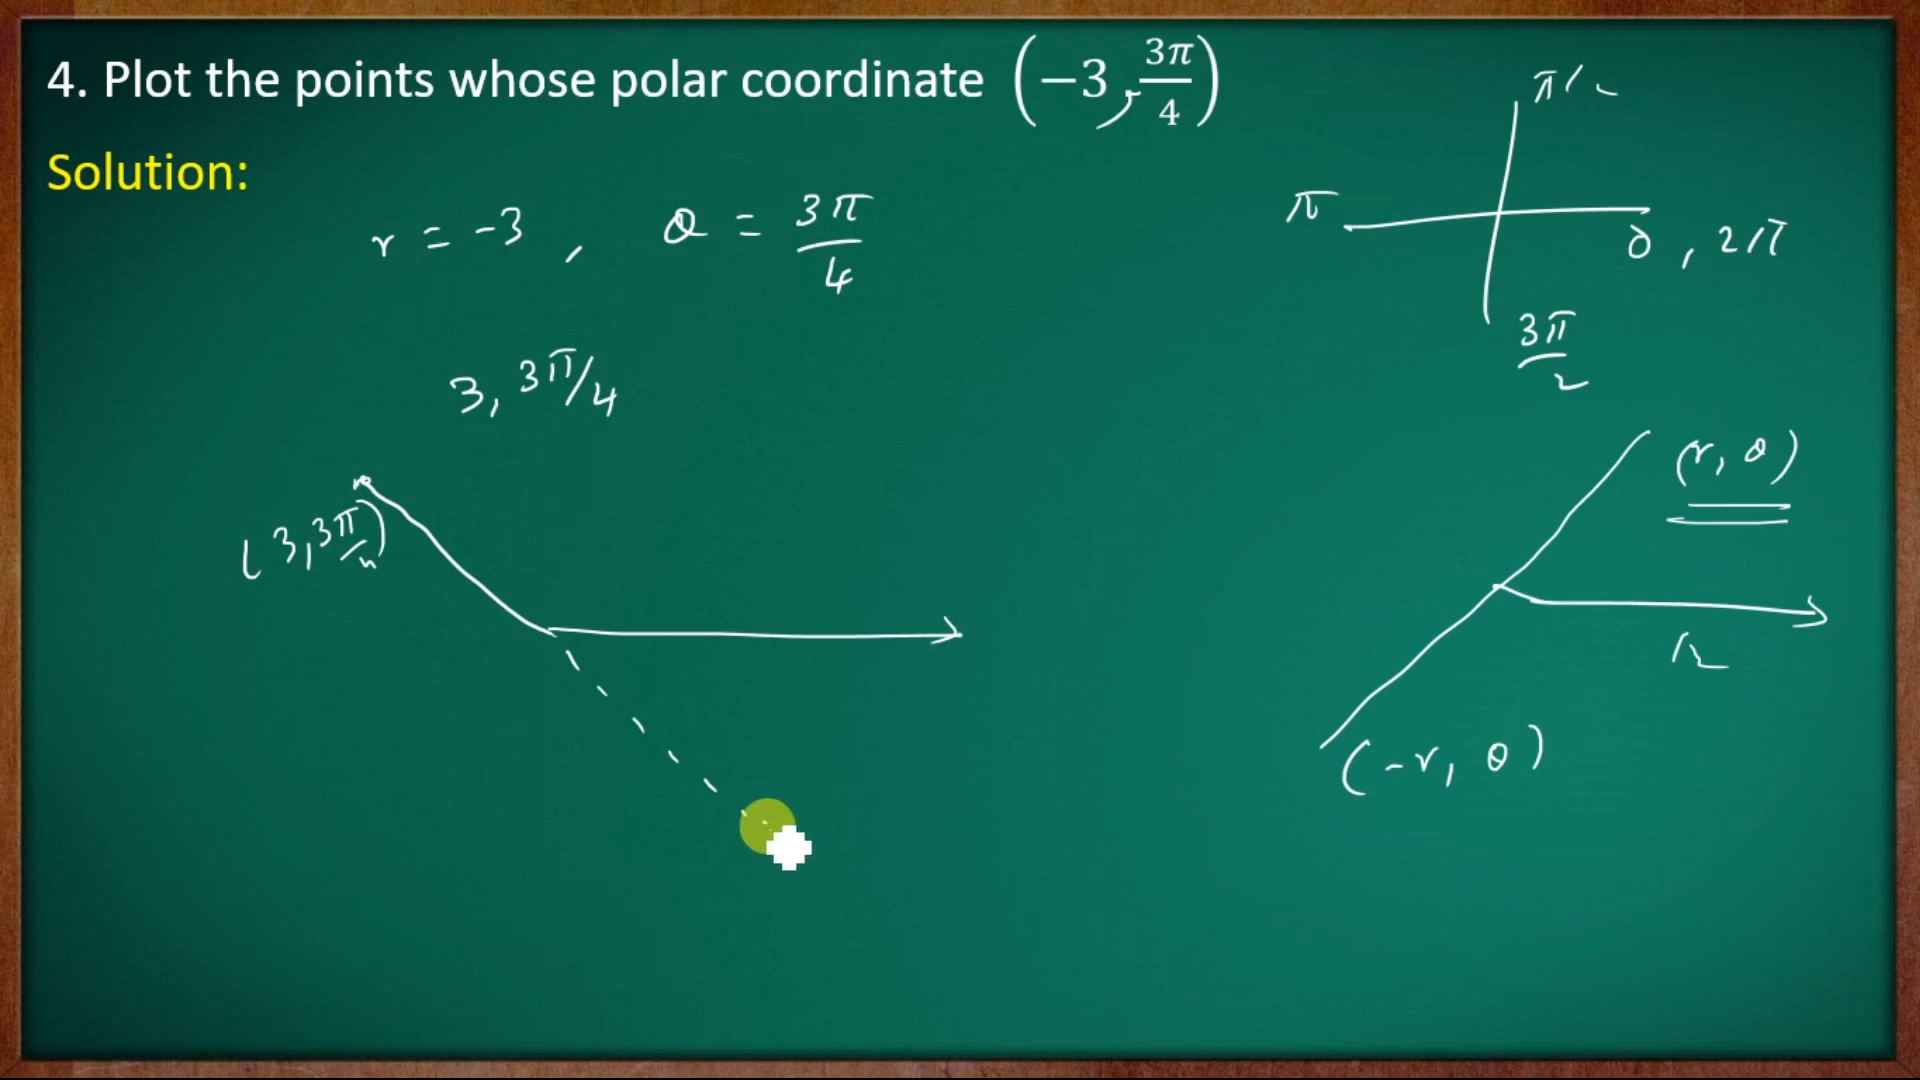 4. Plot the points whose polar coordinate (−3, 3π/4)
Solution:
r = -3 , θ = 3π/4
3, 3π/4
(3, 3π/4)
π/2
π
0, 2π
3π/2
(r, θ)
(-r, θ)